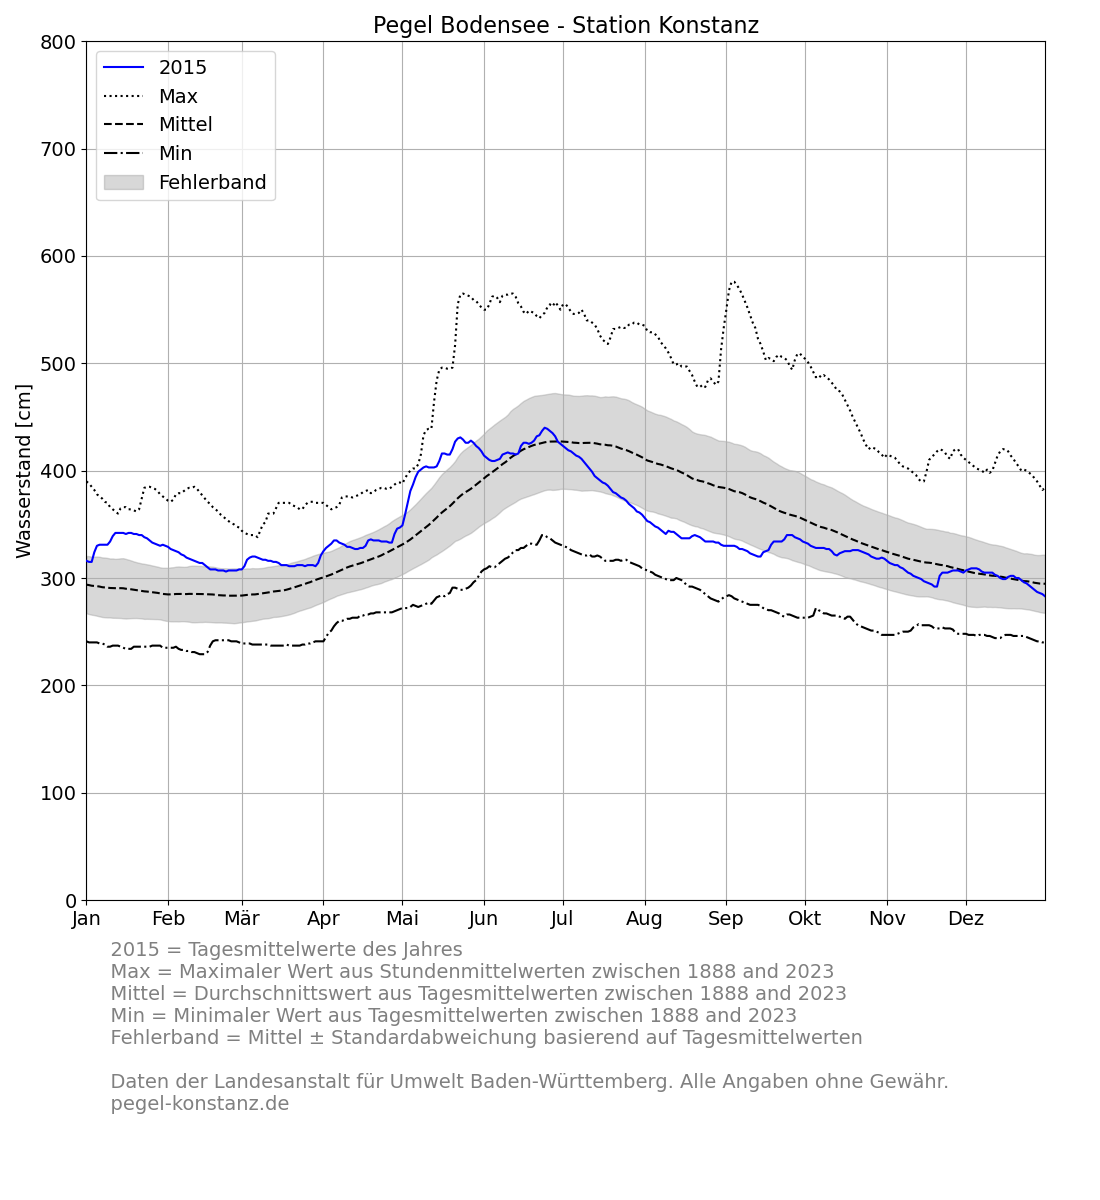 Pegel Bodensee - Station Konstanz
800
700
600
500
400
300
200
100
0
Wasserstand [cm]
2015
Max
Mittel
Min
Fehlerband
Jan Feb Mär Apr Mai Jun Jul Aug Sep Okt Nov Dez
2015 = Tagesmittelwerte des Jahres
Max = Maximaler Wert aus Stundenmittelwerten zwischen 1888 and 2023
Mittel = Durchschnittswert aus Tagesmittelwerten zwischen 1888 and 2023
Min = Minimaler Wert aus Tagesmittelwerten zwischen 1888 and 2023
Fehlerband = Mittel ± Standardabweichung basierend auf Tagesmittelwerten
Daten der Landesanstalt für Umwelt Baden-Württemberg. Alle Angaben ohne Gewähr.
pegel-konstanz.de